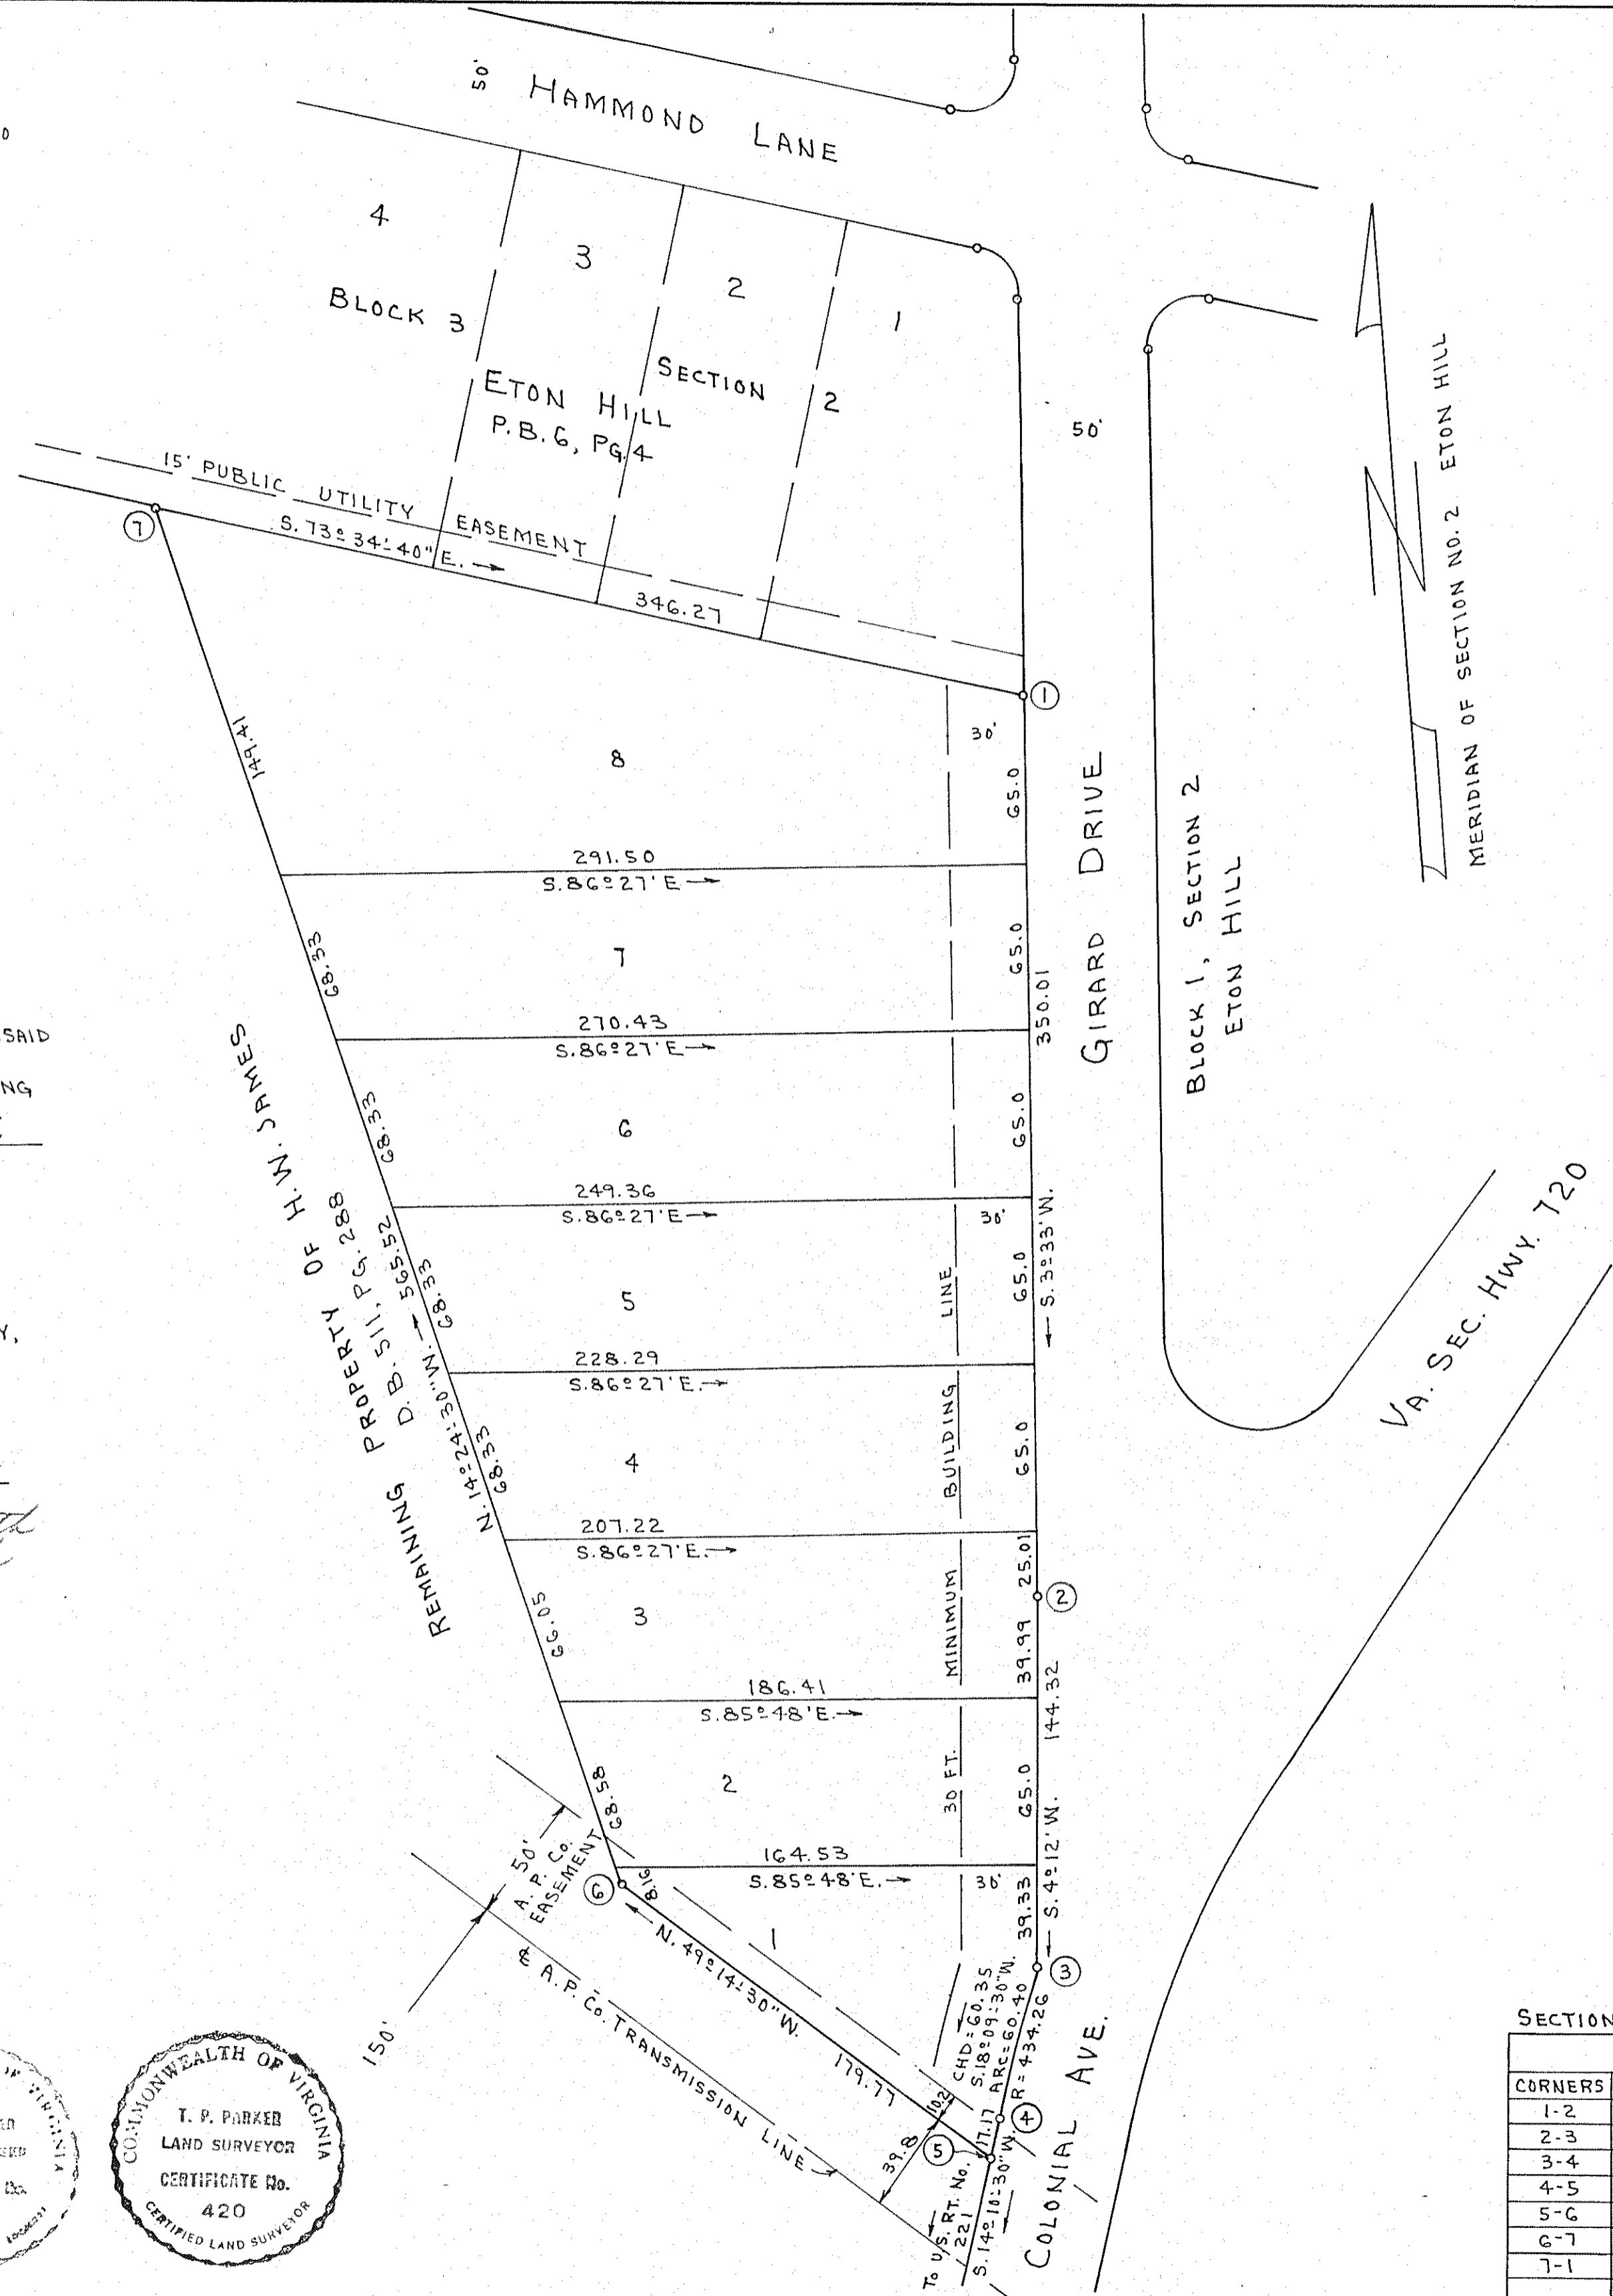 50'
HAMMOND LANE
4
3
2
1
BLOCK 3
SECTION 2
ETON HILL
P.B. 6, PG. 4
50'
15' PUBLIC UTILITY EASEMENT
S. 73° 34' 40" E. →
346.27
7
1
MERIDIAN OF SECTION NO. 2 ETON HILL
GIRARD DRIVE
BLOCK 1, SECTION 2
ETON HILL
30'
149.41
8
65.0
291.50
S. 86° 27' E →
68.33
7
65.0
350.01
270.43
S. 86° 27' E →
68.33
6
65.0
249.36
S. 86° 27' E →
30'
68.33
5
65.0
← S. 3° 33' W.
228.29
S. 86° 27' E. →
68.33
4
65.0
207.22
S. 86° 27' E. →
66.05
3
25.01
2
39.99
144.32
186.41
S. 85° 48' E. →
68.58
2
65.0
← S. 4° 12' W.
164.53
S. 85° 48' E. →
30'
8.16
39.33
1
3
30 FT. MINIMUM BUILDING LINE
REMAINING PROPERTY OF H. W. JAMES
D. B. 511, PG. 288
N. 14° 24' 30" W. → 565.52
VA. SEC. HWY. 720
SAID
NG
Y,
50'
A. P. CO.
EASEMENT
6
← N. 49° 14' 30" W.
179.77
℄ A. P. CO. TRANSMISSION LINE
150'
CHD = 60.35
S. 18° 09' 30" W.
ARC = 60.40
R = 434.26
10.2
39.8
17.17
4
5
S. 14° 10' 30" W.
TO U.S. RT. NO.
221
COLONIAL AVE.
COMMONWEALTH OF VIRGINIA
T. P. PARKER
LAND SURVEYOR
CERTIFICATE No.
420
CERTIFIED LAND SURVEYOR
SECTION
CORNERS
1-2
2-3
3-4
4-5
5-6
6-7
7-1